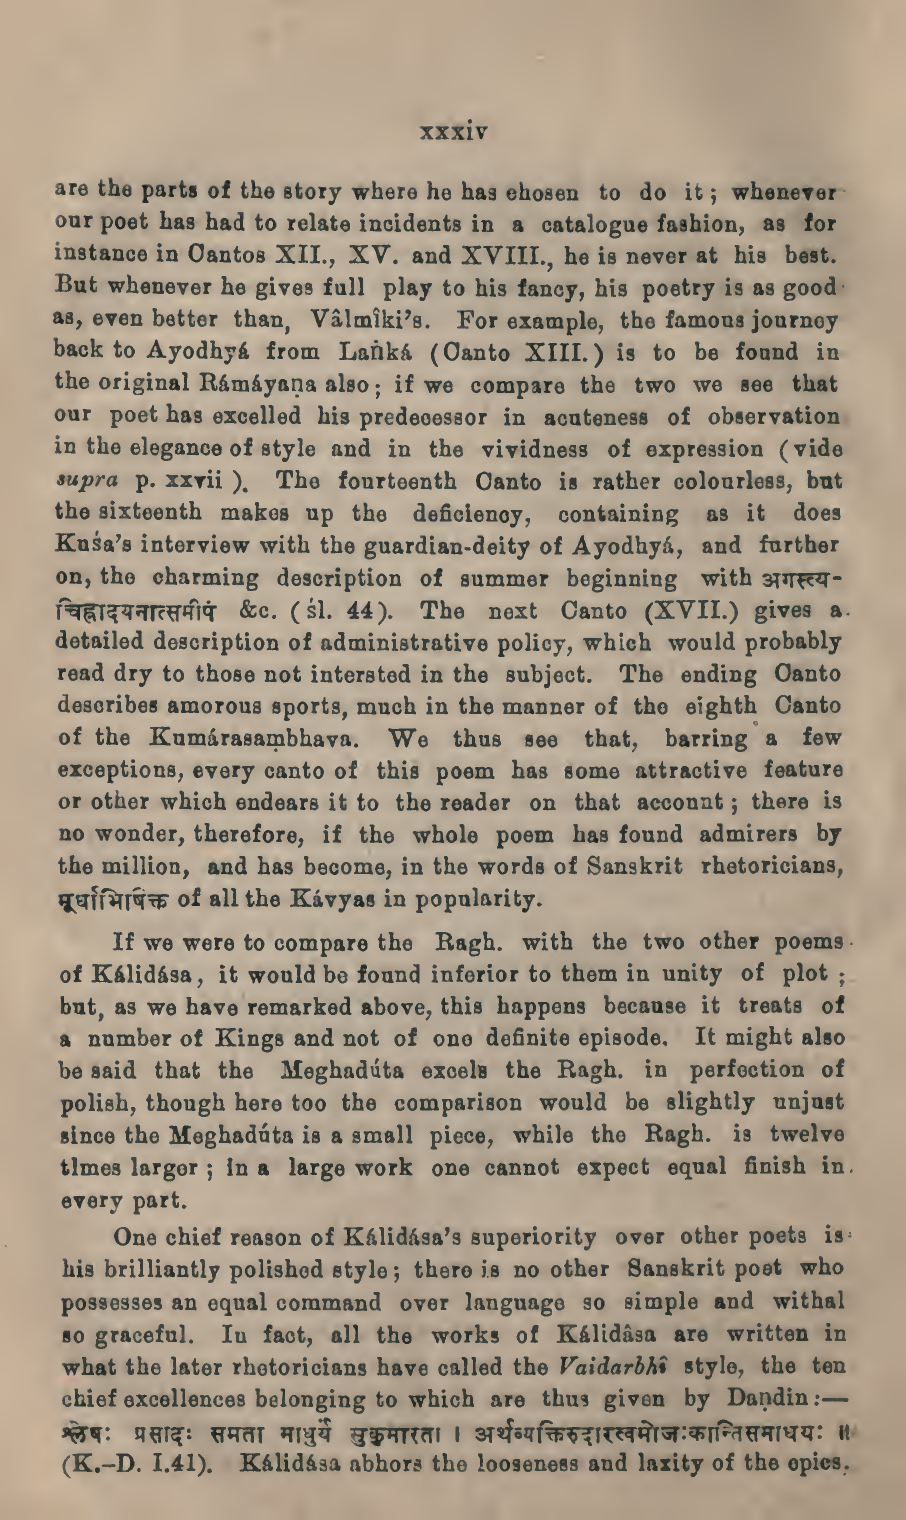 xxxiv
are the parts of the story where he has ehosen to do it ; whenever
our poet has had to relate incidents in a catalogue fashion, as for
instance in Cantos XII., XV. and XVIII., he is never at his best.
But whenever he gives full play to his fancy, his poetry is as good
as, even better than, Vâlmîki's. For example, the famous journey
back to Ayodhyá from Laṅká (Canto XIII.) is to be found in
the original Rámáyaṇa also ; if we compare the two we see that
our poet has excelled his predecessor in acuteness of observation
in the elegance of style and in the vividness of expression ( vide
supra p. xxvii ). The fourteenth Canto is rather colourless, but
the sixteenth makes up the deficiency, containing as it does
Kuśa's interview with the guardian-deity of Ayodhyá, and further
on, the charming description of summer beginning with अगस्त्य-
चिह्नादयनात्समीपं &c. ( śl. 44 ). The next Canto (XVII.) gives a
detailed description of administrative policy, which would probably
read dry to those not intersted in the subject. The ending Canto
describes amorous sports, much in the manner of the eighth Canto
of the Kumárasaṃbhava. We thus see that, barring a few
exceptions, every canto of this poem has some attractive feature
or other which endears it to the reader on that account ; there is
no wonder, therefore, if the whole poem has found admirers by
the million, and has become, in the words of Sanskrit rhetoricians,
मूर्धाभिषिक्त of all the Kávyas in popularity.
If we were to compare the Ragh. with the two other poems
of Kálidása, it would be found inferior to them in unity of plot ;
but, as we have remarked above, this happens because it treats of
a number of Kings and not of one definite episode. It might also
be said that the Meghadúta excels the Ragh. in perfection of
polish, though here too the comparison would be slightly unjust
since the Meghadúta is a small piece, while the Ragh. is twelve
times larger ; in a large work one cannot expect equal finish in
every part.
One chief reason of Kálidása's superiority over other poets is
his brilliantly polished style ; there is no other Sanskrit poet who
possesses an equal command over language so simple and withal
so graceful. In fact, all the works of Kálidâsa are written in
what the later rhetoricians have called the Vaidarbhî style, the ten
chief excellences belonging to which are thus given by Daṇdin:—
श्लेषः प्रसादः समता माधुर्यं सुकुमारता । अर्थव्यक्तिरुदारत्वमोजःकान्तिसमाधयः ॥
(K.-D. I.41). Kálidása abhors the looseness and laxity of the epics.